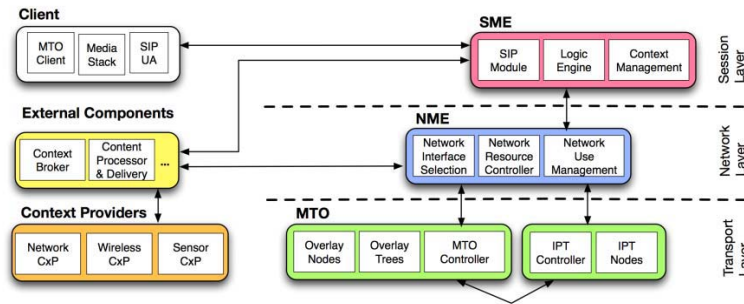 Client
MTO
Client
Media
Stack
SIP
UA
SME
SIP
Module
Logic
Engine
Context
Management
Session
Layer
External Components
Context
Broker
Content
Processor
& Delivery
...
NME
Network
Interface
Selection
Network
Resource
Controller
Network
Use
Management
Network
Layer
Context Providers
Network
CxP
Wireless
CxP
Sensor
CxP
MTO
Overlay
Nodes
Overlay
Trees
MTO
Controller
IPT
Controller
IPT
Nodes
Transport
Layer